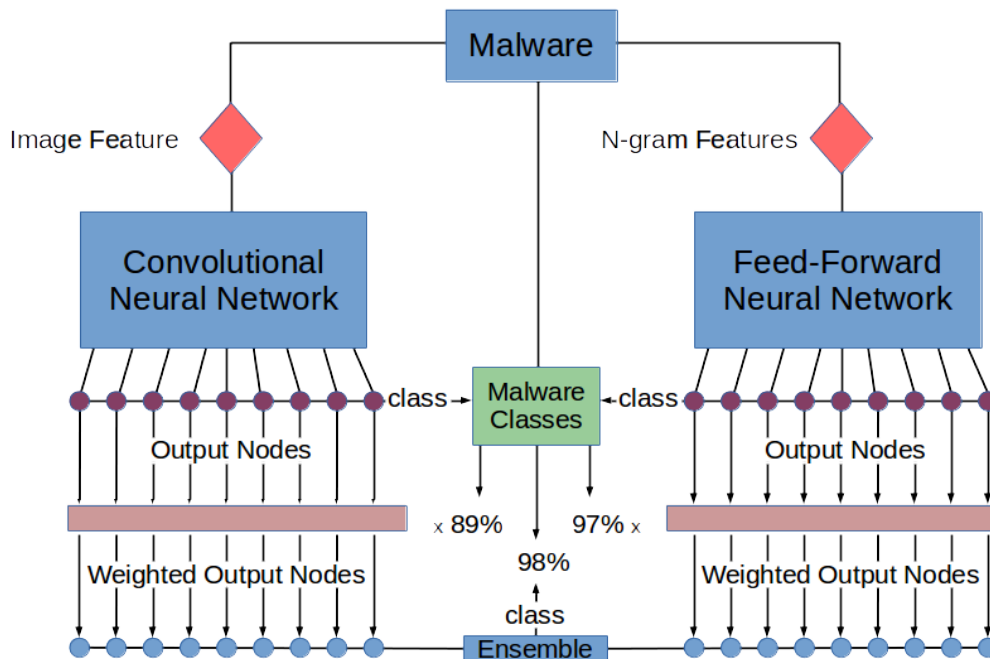 Malware
Image Feature
N-gram Features
Convolutional
Neural Network
Feed-Forward
Neural Network
class
Malware
Classes
class
Output Nodes
Output Nodes
x 89%
97% x
98%
Weighted Output Nodes
Weighted Output Nodes
class
Ensemble